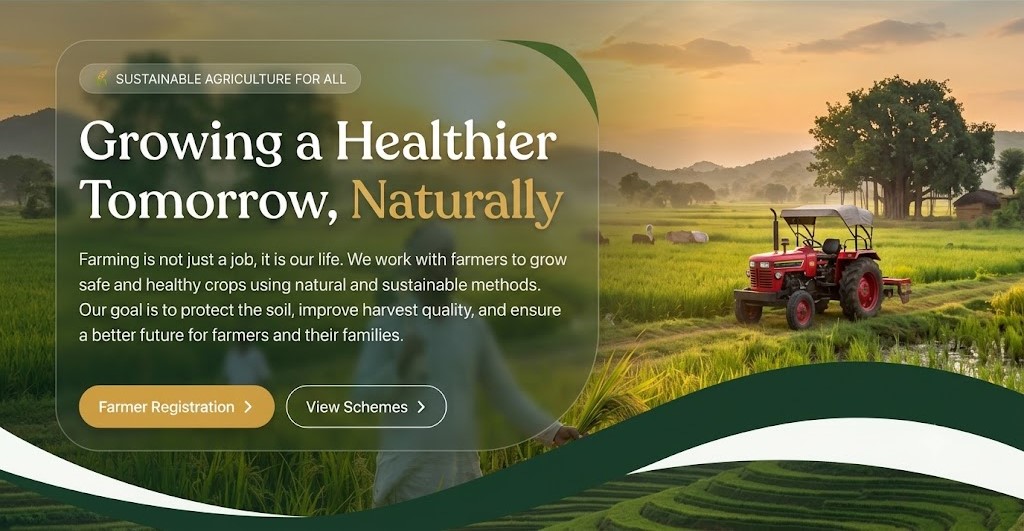 SUSTAINABLE AGRICULTURE FOR ALL
Growing a Healthier
Tomorrow, Naturally
Farming is not just a job, it is our life. We work with farmers to grow
safe and healthy crops using natural and sustainable methods.
Our goal is to protect the soil, improve harvest quality, and ensure
a better future for farmers and their families.
Farmer Registration
View Schemes